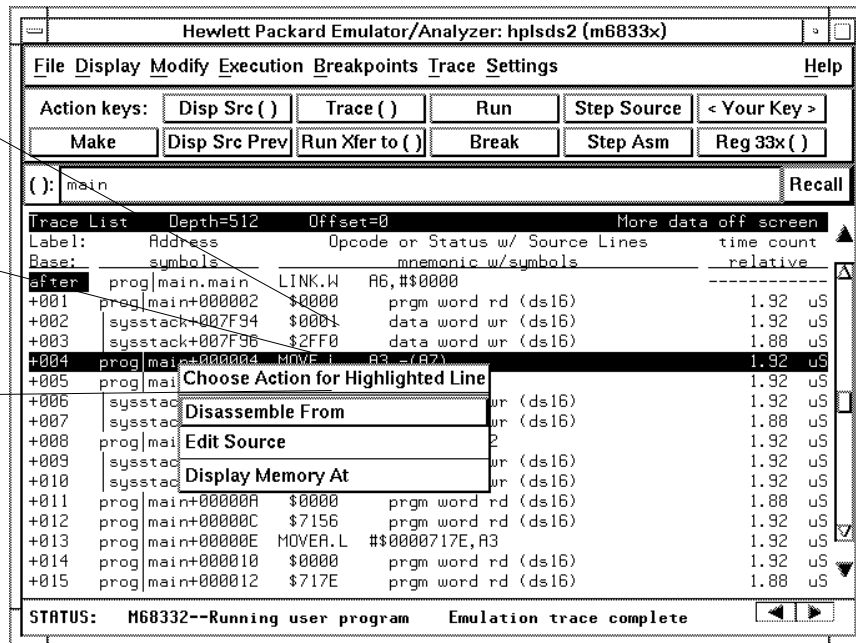 Hewlett Packard Emulator/Analyzer: hplsds2 (m6833x)
File Display Modify Execution Breakpoints Trace Settings Help
Action keys: Disp Src ( ) Trace ( ) Run Step Source < Your Key >
Make Disp Src Prev Run Xfer to ( ) Break Step Asm Reg 33x ( )
( ): main Recall
Trace List Depth=512 Offset=0 More data off screen
Label: Address Opcode or Status w/ Source Lines time count
Base: symbols mnemonic w/symbols relative
after prog|main.main LINK.W A6,#$0000 ------------
+001 prog|main+000002 $0000 prgm word rd (ds16) 1.92 uS
+002 |sysstack+007F94 $0001 data word wr (ds16) 1.92 uS
+003 |sysstack+007F96 $2FF0 data word wr (ds16) 1.88 uS
+004 prog|main+000004 MOVE.L A3,-(A7) 1.92 uS
Choose Action for Highlighted Line
+005 prog|mai 1.92 uS
+006 |sysstac wr (ds16) 1.92 uS
Disassemble From
+007 |sysstac wr (ds16) 1.88 uS
+008 prog|mai 2 1.92 uS
Edit Source
+009 |sysstac wr (ds16) 1.92 uS
+010 |sysstac wr (ds16) 1.92 uS
Display Memory At
+011 prog|main+00000A $0000 prgm word rd (ds16) 1.88 uS
+012 prog|main+00000C $7156 prgm word rd (ds16) 1.92 uS
+013 prog|main+00000E MOVEA.L #$0000717E,A3 1.92 uS
+014 prog|main+000010 $0000 prgm word rd (ds16) 1.92 uS
+015 prog|main+000012 $717E prgm word rd (ds16) 1.88 uS
STATUS: M68332--Running user program Emulation trace complete